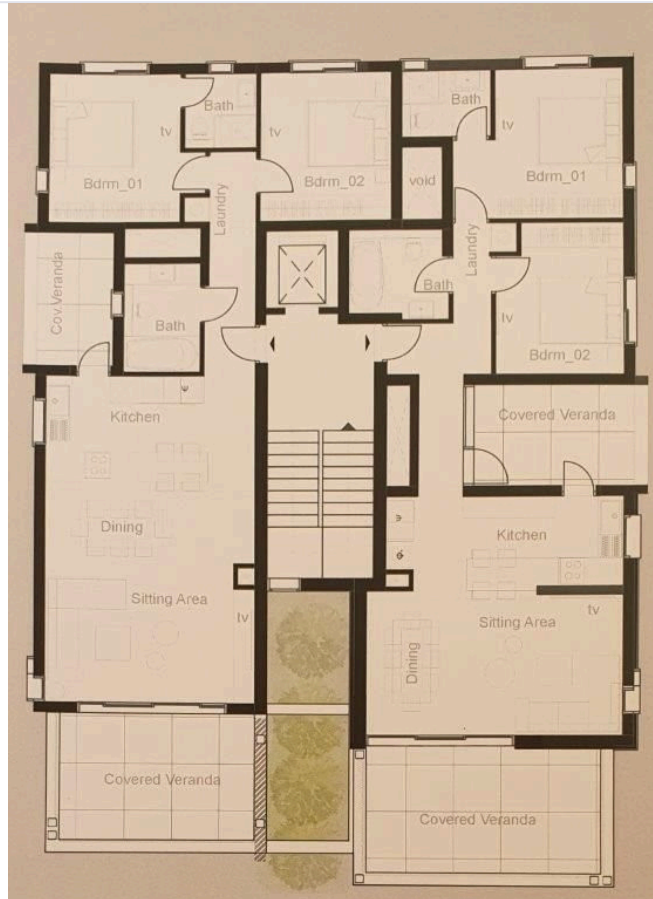 Bath
tv
Bdrm_01
Laundry
tv
Bdrm_02
Bath
void
tv
Bdrm_01
Cov.Veranda
Bath
Laundry
Bath
tv
Bdrm_02
Kitchen
Covered Veranda
Dining
Kitchen
Sitting Area
tv
tv
Sitting Area
Dining
Covered Veranda
Covered Veranda